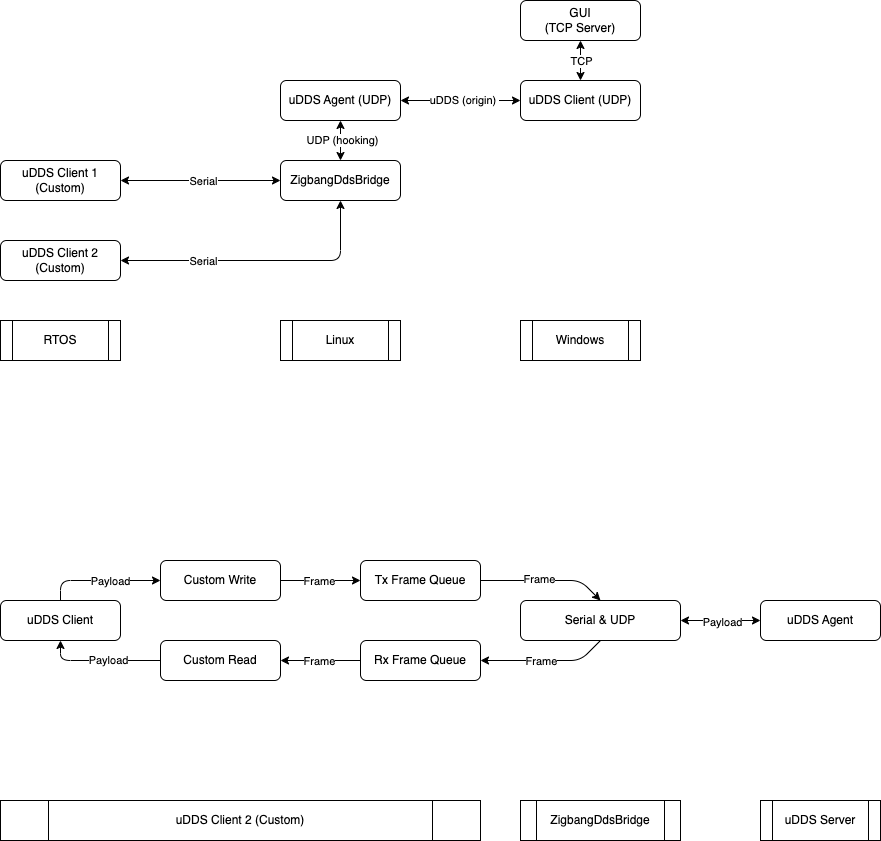 GUI
(TCP Server)
TCP
uDDS Agent (UDP)
uDDS (origin)
uDDS Client (UDP)
UDP (hooking)
uDDS Client 1
(Custom)
Serial
ZigbangDdsBridge
uDDS Client 2
(Custom)
Serial
RTOS
Linux
Windows
Payload
Custom Write
Frame
Tx Frame Queue
Frame
uDDS Client
Serial & UDP
Payload
uDDS Agent
Payload
Custom Read
Frame
Rx Frame Queue
Frame
uDDS Client 2 (Custom)
ZigbangDdsBridge
uDDS Server